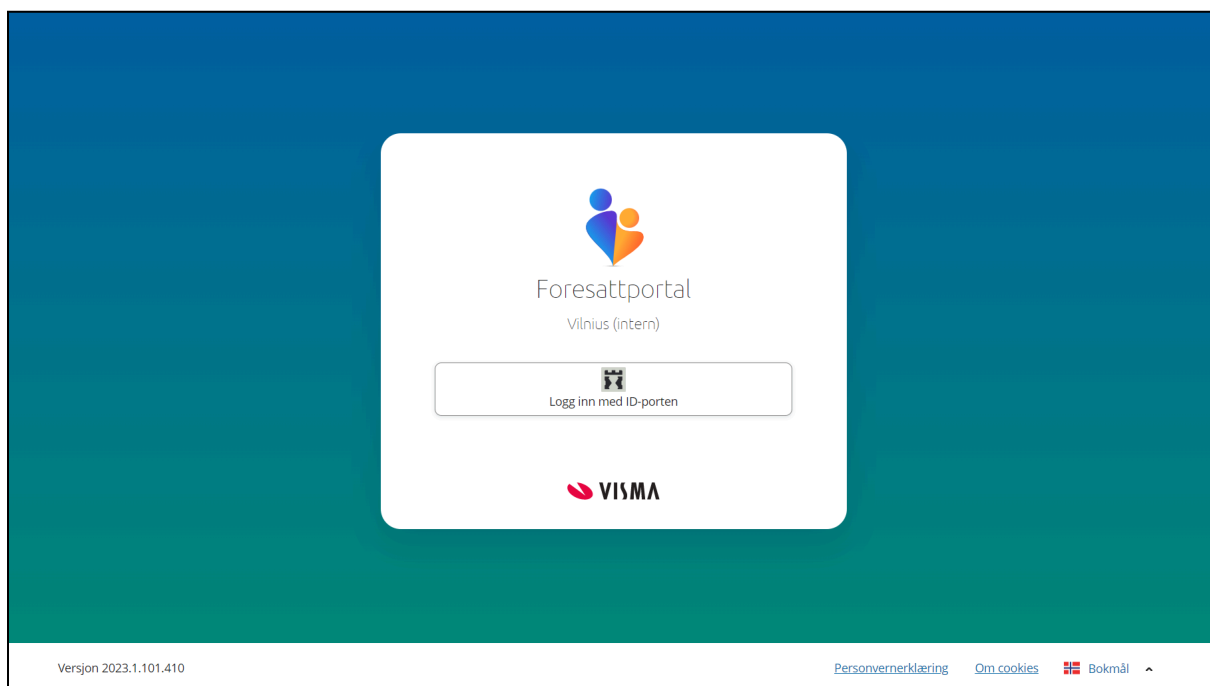 Foresattportal
Vilnius (intern)
Logg inn med ID-porten
VISMA
Versjon 2023.1.101.410
Personvernerklæring Om cookies Bokmål